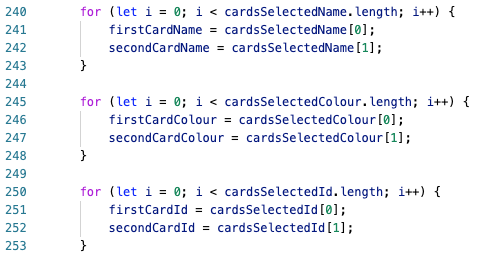 240 for (let i = 0; i < cardsSelectedName.length; i++) {
241 firstCardName = cardsSelectedName[0];
242 secondCardName = cardsSelectedName[1];
243 }
244
245 for (let i = 0; i < cardsSelectedColour.length; i++) {
246 firstCardColour = cardsSelectedColour[0];
247 secondCardColour = cardsSelectedColour[1];
248 }
249
250 for (let i = 0; i < cardsSelectedId.length; i++) {
251 firstCardId = cardsSelectedId[0];
252 secondCardId = cardsSelectedId[1];
253 }